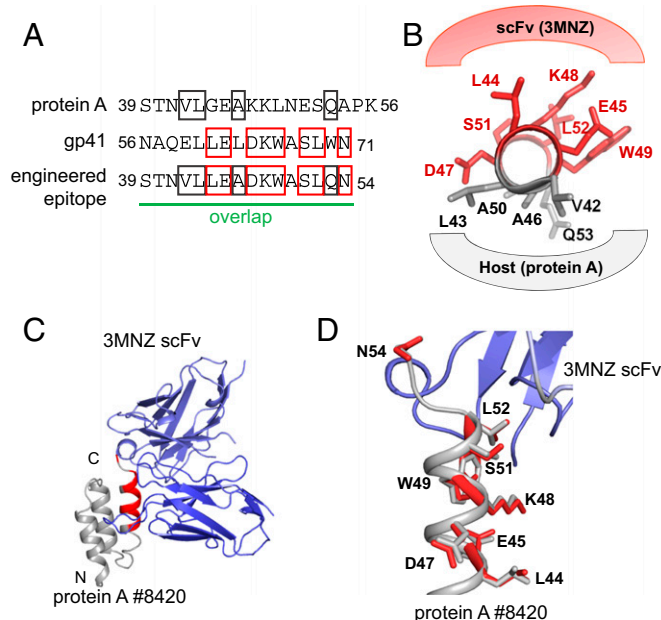 A
protein A 39 STNVLGEAKKLNESQAPK 56
gp41 56 NAQELLELDKWASLWN 71
engineered epitope 39 STNVLLEADKWASLQN 54
overlap
B
scFv (3MNZ)
L44
K48
S51
E45
L52
D47
W49
A50
V42
L43
A46
Q53
Host (protein A)
C
3MNZ scFv
C
N
protein A #8420
D
N54
3MNZ scFv
L52
S51
W49
K48
E45
D47
L44
protein A #8420